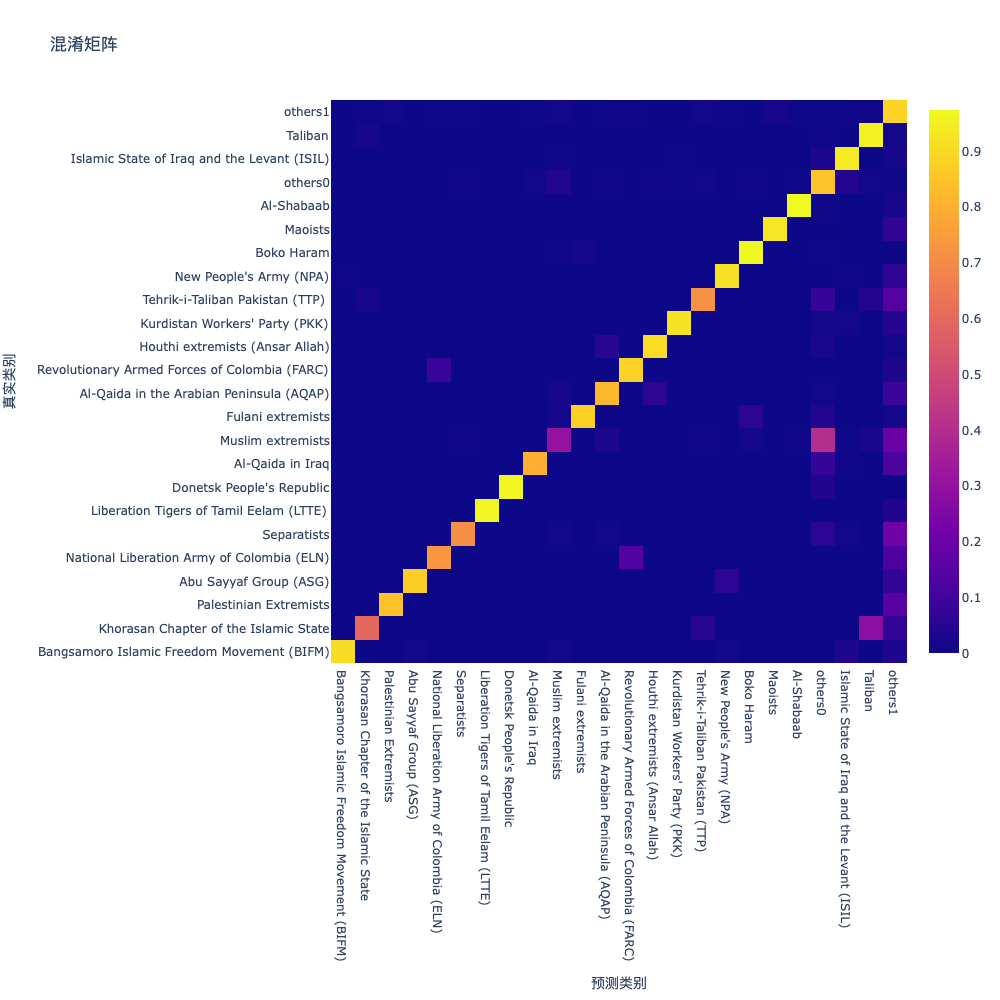 混淆矩阵
真实类别
others1
Taliban
Islamic State of Iraq and the Levant (ISIL)
others0
Al-Shabaab
Maoists
Boko Haram
New People's Army (NPA)
Tehrik-i-Taliban Pakistan (TTP)
Kurdistan Workers' Party (PKK)
Houthi extremists (Ansar Allah)
Revolutionary Armed Forces of Colombia (FARC)
Al-Qaida in the Arabian Peninsula (AQAP)
Fulani extremists
Muslim extremists
Al-Qaida in Iraq
Donetsk People's Republic
Liberation Tigers of Tamil Eelam (LTTE)
Separatists
National Liberation Army of Colombia (ELN)
Abu Sayyaf Group (ASG)
Palestinian Extremists
Khorasan Chapter of the Islamic State
Bangsamoro Islamic Freedom Movement (BIFM)
Bangsamoro Islamic Freedom Movement (BIFM)
Khorasan Chapter of the Islamic State
Palestinian Extremists
Abu Sayyaf Group (ASG)
National Liberation Army of Colombia (ELN)
Separatists
Liberation Tigers of Tamil Eelam (LTTE)
Donetsk People's Republic
Al-Qaida in Iraq
Muslim extremists
Fulani extremists
Al-Qaida in the Arabian Peninsula (AQAP)
Revolutionary Armed Forces of Colombia (FARC)
Houthi extremists (Ansar Allah)
Kurdistan Workers' Party (PKK)
Tehrik-i-Taliban Pakistan (TTP)
New People's Army (NPA)
Boko Haram
Maoists
Al-Shabaab
others0
Islamic State of Iraq and the Levant (ISIL)
Taliban
others1
预测类别
0.9
0.8
0.7
0.6
0.5
0.4
0.3
0.2
0.1
0